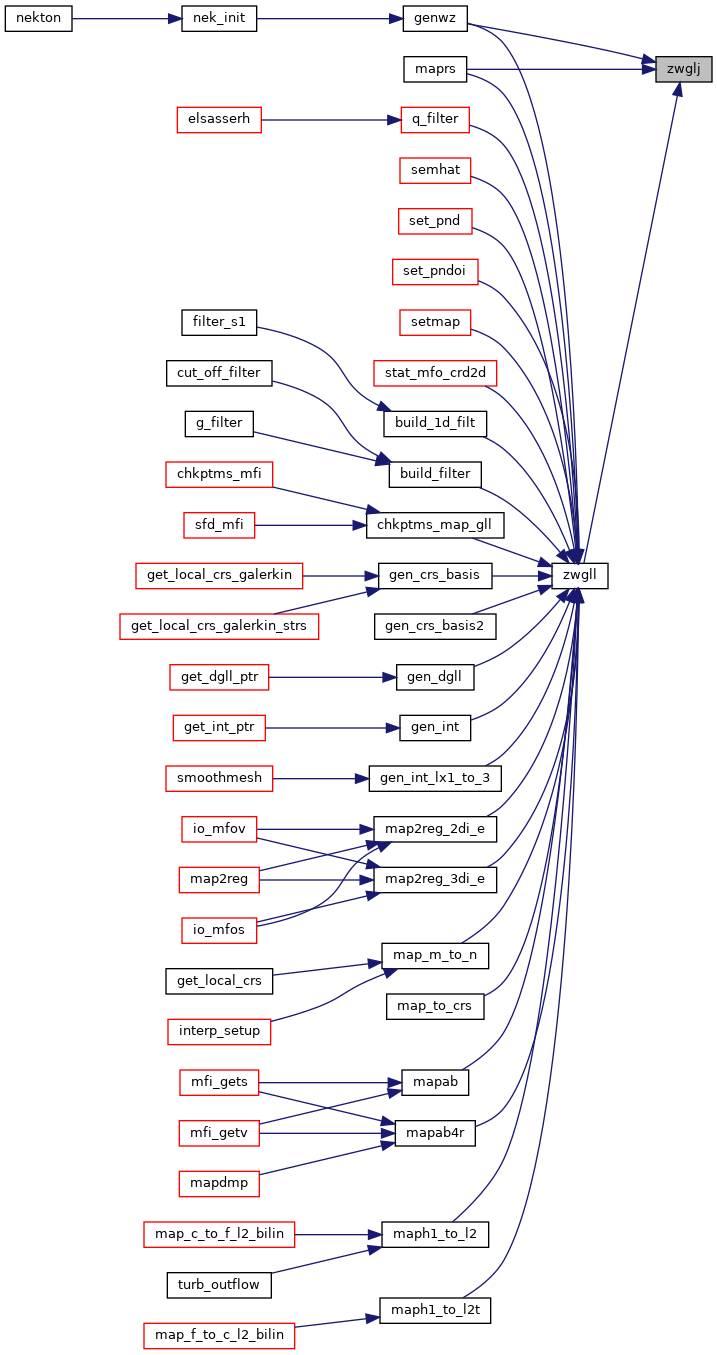 nekton
nek_init
genwz
maprs
zwglj
elsasserh
q_filter
semhat
set_pnd
set_pndoi
filter_s1
setmap
cut_off_filter
stat_mfo_crd2d
g_filter
build_1d_filt
chkptms_mfi
build_filter
sfd_mfi
chkptms_map_gll
get_local_crs_galerkin
gen_crs_basis
zwgll
get_local_crs_galerkin_strs
gen_crs_basis2
get_dgll_ptr
gen_dgll
get_int_ptr
gen_int
smoothmesh
gen_int_lx1_to_3
io_mfov
map2reg_2di_e
map2reg
map2reg_3di_e
io_mfos
map_m_to_n
get_local_crs
map_to_crs
interp_setup
mfi_gets
mapab
mfi_getv
mapab4r
mapdmp
map_c_to_f_l2_bilin
maph1_to_l2
turb_outflow
maph1_to_l2t
map_f_to_c_l2_bilin